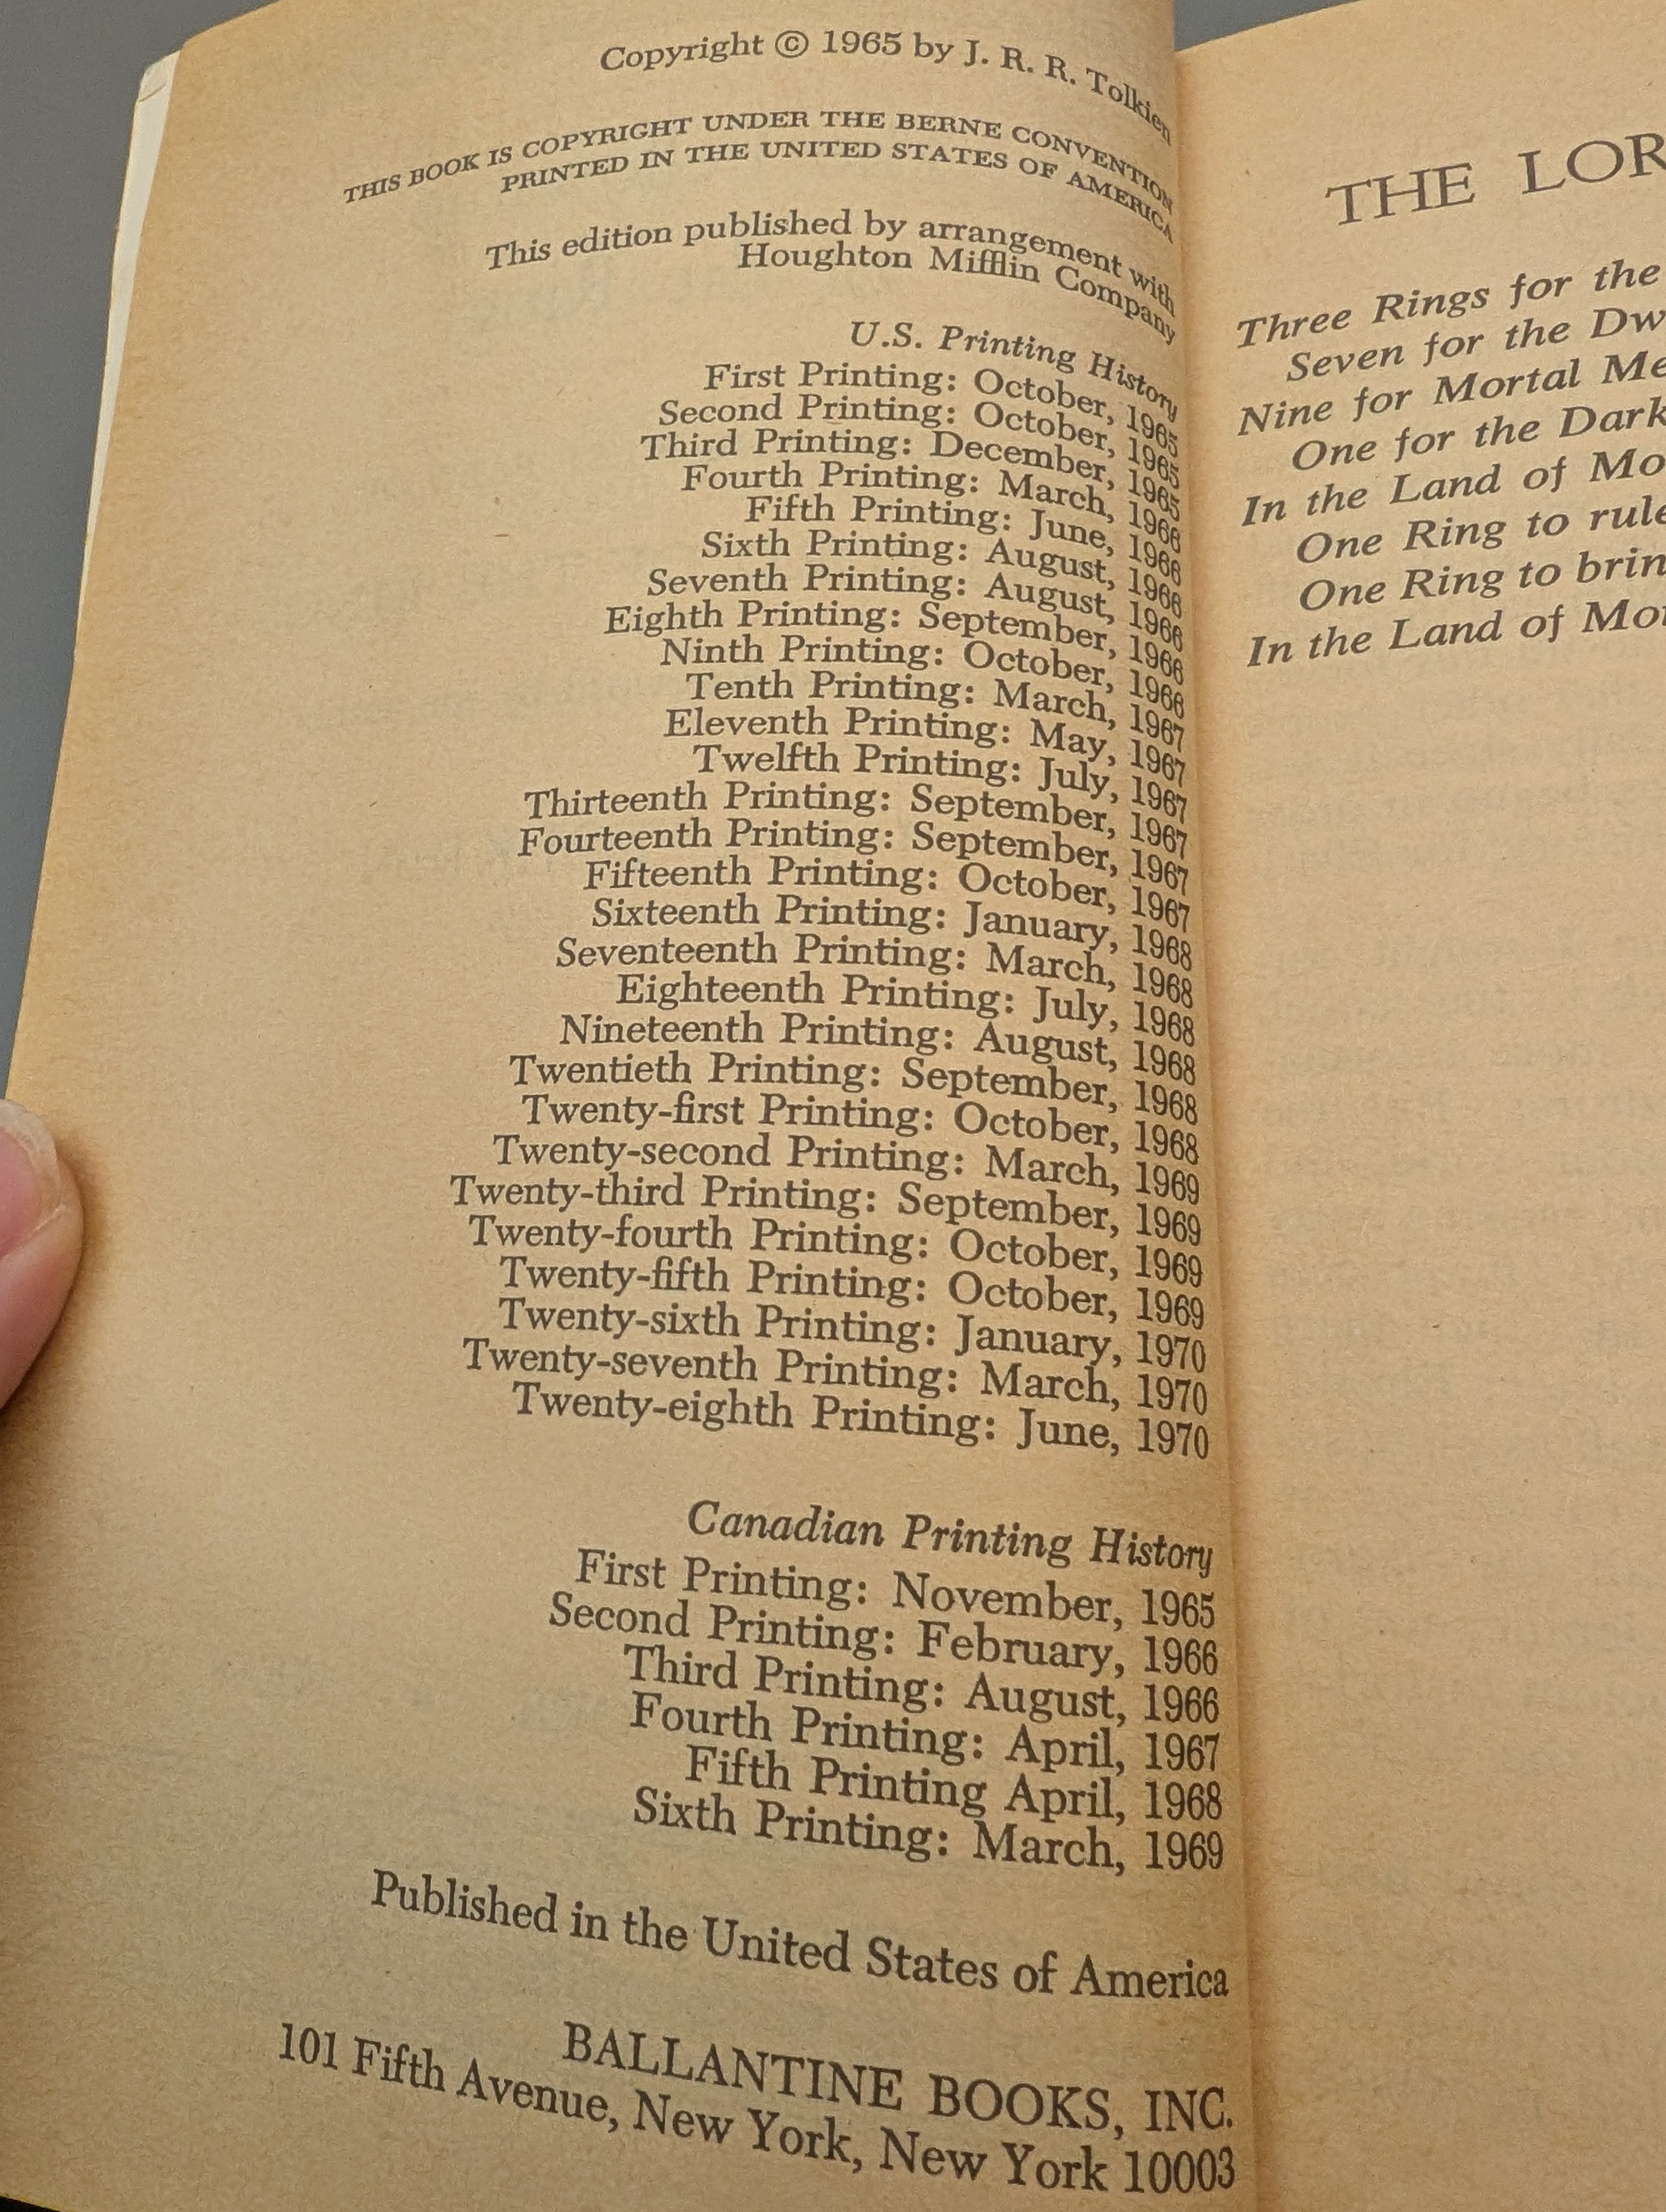 Copyright © 1965 by J. R. R. Tolkien
THIS BOOK IS COPYRIGHT UNDER THE BERNE CONVENTION
PRINTED IN THE UNITED STATES OF AMERICA
This edition published by arrangement with
Houghton Mifflin Company
U.S. Printing History
First Printing: October, 1965
Second Printing: October, 1965
Third Printing: December, 1965
Fourth Printing: March, 1966
Fifth Printing: June, 1966
Sixth Printing: August, 1966
Seventh Printing: August, 1966
Eighth Printing: September, 1966
Ninth Printing: October, 1966
Tenth Printing: March, 1967
Eleventh Printing: May, 1967
Twelfth Printing: July, 1967
Thirteenth Printing: September, 1967
Fourteenth Printing: September, 1967
Fifteenth Printing: October, 1967
Sixteenth Printing: January, 1968
Seventeenth Printing: March, 1968
Eighteenth Printing: July, 1968
Nineteenth Printing: August, 1968
Twentieth Printing: September, 1968
Twenty-first Printing: October, 1968
Twenty-second Printing: March, 1969
Twenty-third Printing: September, 1969
Twenty-fourth Printing: October, 1969
Twenty-fifth Printing: October, 1969
Twenty-sixth Printing: January, 1970
Twenty-seventh Printing: March, 1970
Twenty-eighth Printing: June, 1970
Canadian Printing History
First Printing: November, 1965
Second Printing: February, 1966
Third Printing: August, 1966
Fourth Printing: April, 1967
Fifth Printing April, 1968
Sixth Printing: March, 1969
Published in the United States of America
BALLANTINE BOOKS, INC.
101 Fifth Avenue, New York, New York 10003
THE LOR
Three Rings for the
Seven for the Dw
Nine for Mortal Me
One for the Dark
In the Land of Mo
One Ring to rule
One Ring to brin
In the Land of Mor